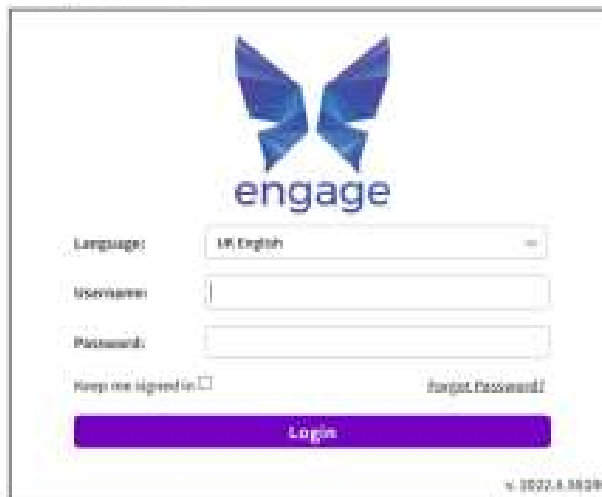 engage
Language:
UK English
Username:
Password:
Keep me signed in
Forgot Password?
Login